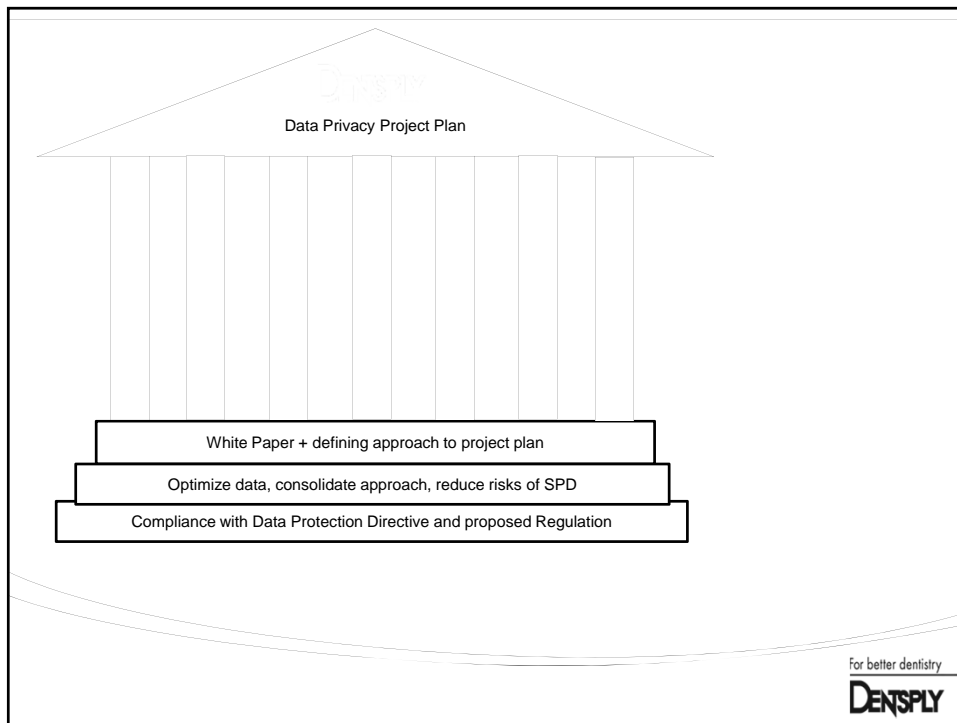 Data Privacy Project Plan
White Paper + defining approach to project plan
Optimize data, consolidate approach, reduce risks of SPD
Compliance with Data Protection Directive and proposed Regulation
For better dentistry
DENTSPLY